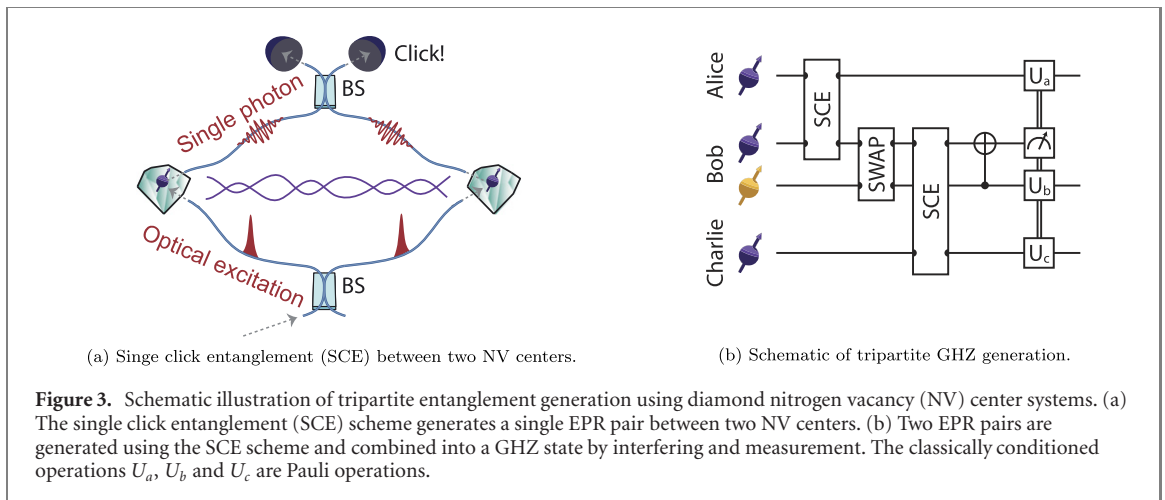 Click!
BS
Single photon
Optical excitation
BS
(a) Singe click entanglement (SCE) between two NV centers.
Alice
Bob
Charlie
SCE
SWAP
SCE
Ua
Ub
Uc
(b) Schematic of tripartite GHZ generation.
Figure 3. Schematic illustration of tripartite entanglement generation using diamond nitrogen vacancy (NV) center systems. (a)
The single click entanglement (SCE) scheme generates a single EPR pair between two NV centers. (b) Two EPR pairs are
generated using the SCE scheme and combined into a GHZ state by interfering and measurement. The classically conditioned
operations Ua, Ub and Uc are Pauli operations.